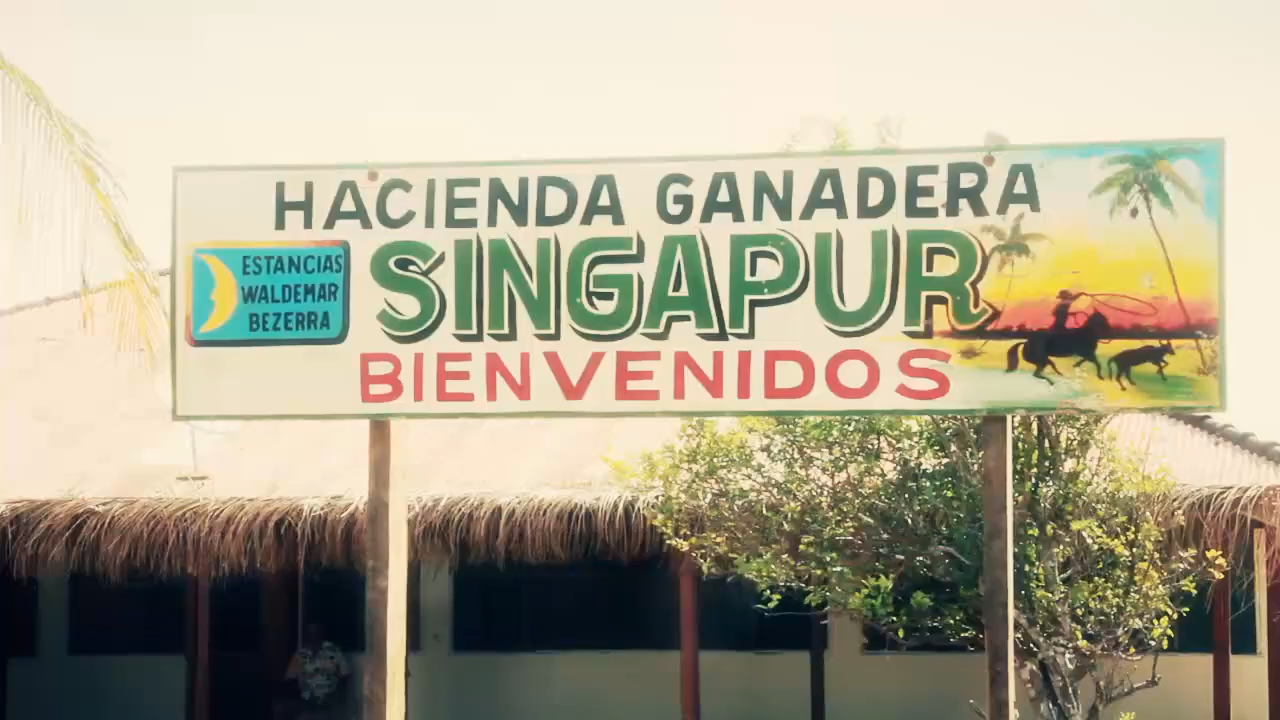 HACIENDA GANADERA
SINGAPUR
BIENVENIDOS
ESTANCIAS
WALDEMAR
BEZERRA